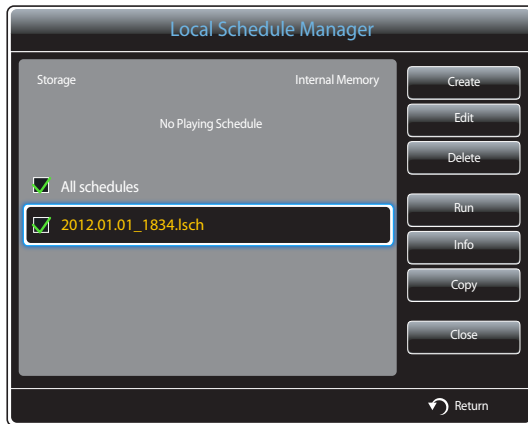 Local Schedule Manager
Storage Internal Memory
No Playing Schedule
All schedules
2012.01.01_1834.lsch
Create
Edit
Delete
Run
Info
Copy
Close
Return